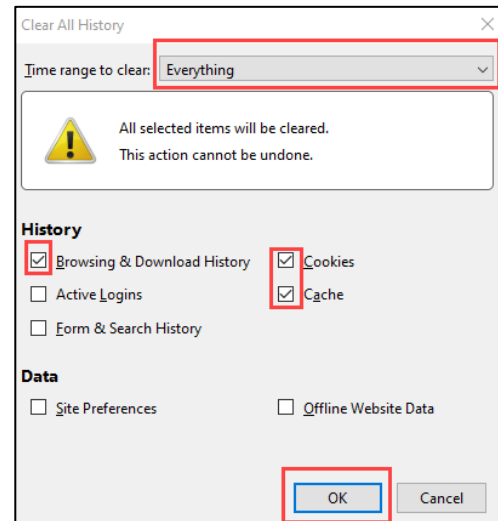 Clear All History
Time range to clear: Everything
All selected items will be cleared.
This action cannot be undone.
History
Browsing & Download History Cookies
Active Logins Cache
Form & Search History
Data
Site Preferences Offline Website Data
OK Cancel